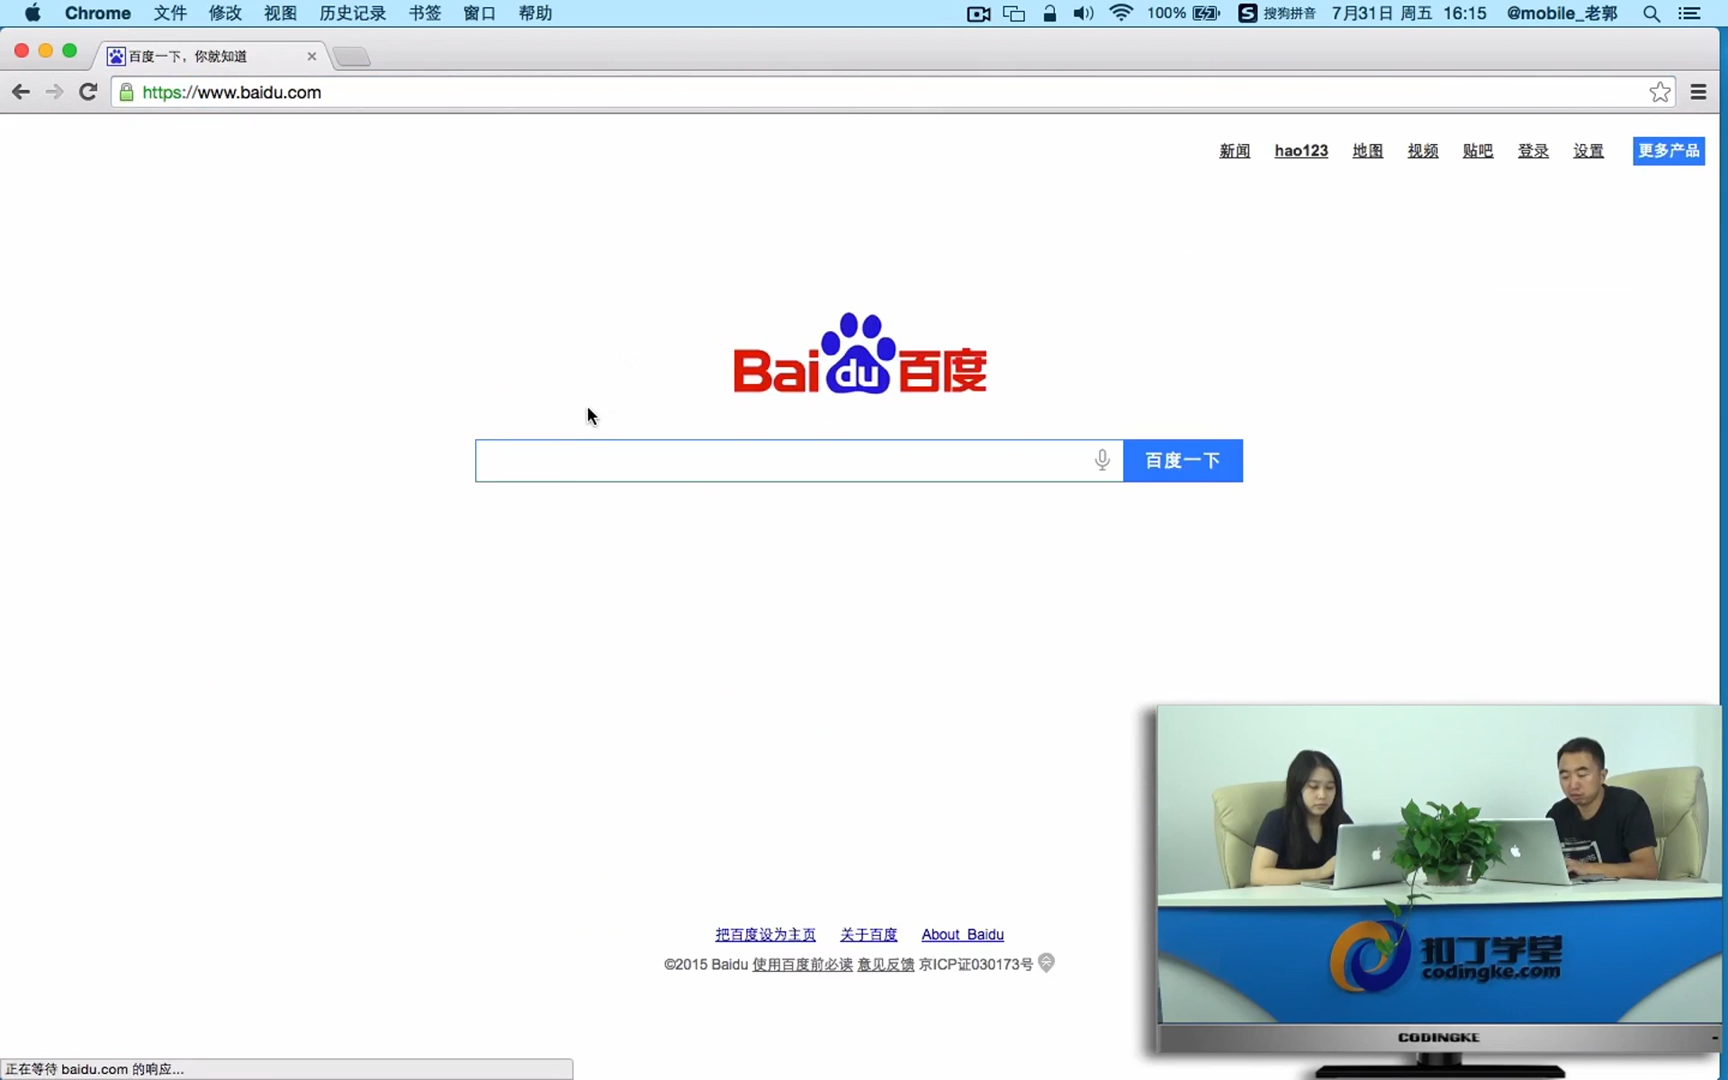 Chrome 文件 修改 视图 历史记录 书签 窗口 帮助 100% 搜狗拼音 7月31日 周五 16:15 @mobile_老郭
百度一下，你就知道
https://www.baidu.com
新闻 hao123 地图 视频 贴吧 登录 设置 更多产品
Bai du 百度
百度一下
把百度设为主页 关于百度 About Baidu
©2015 Baidu 使用百度前必读 意见反馈 京ICP证030173号
扣丁学堂
codingke.com
CODINGKE
正在等待 baidu.com 的响应...